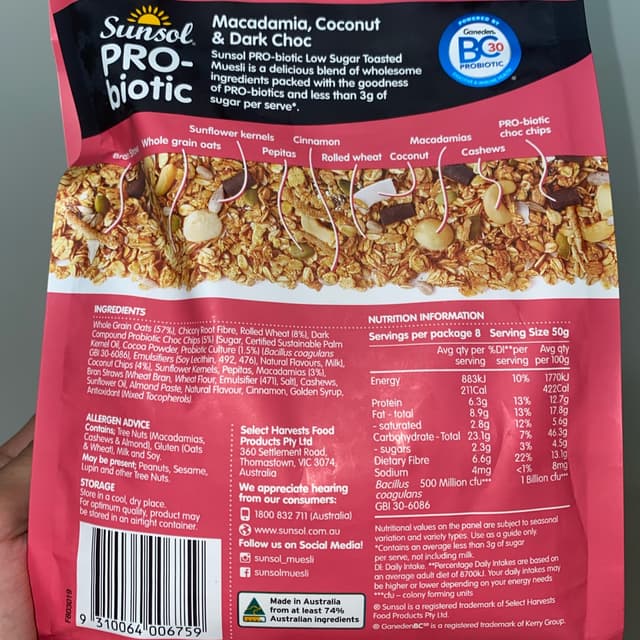 Sunsol
PRO-
biotic
Macadamia, Coconut
& Dark Choc
Sunsol PRO-biotic Low Sugar Toasted
Muesli is a delicious blend of wholesome
ingredients packed with the goodness
of PRO-biotics and less than 3g of
sugar per serve*.
POWERED BY
Ganeden
BC30
PROBIOTIC
Bran Straws
Whole grain oats
Sunflower kernels
Pepitas
Cinnamon
Rolled wheat
Coconut
Macadamias
Cashews
PRO-biotic
choc chips
INGREDIENTS
Whole Grain Oats (57%), Chicory Root Fibre, Rolled Wheat (8%), Dark
Compound Probiotic Choc Chips (5%) [Sugar, Certified Sustainable Palm
Kernel Oil, Cocoa Powder, Probiotic Culture (1.5%) (Bacillus coagulans
GBI 30-6086), Emulsifiers (Soy Lecithin, 492, 476), Natural Flavours, Milk],
Coconut Chips (4%), Sunflower Kernels, Pepitas, Macadamias (3%),
Bran Straws (Wheat Bran, Wheat Flour, Emulsifier (471), Salt), Cashews,
Sunflower Oil, Almond Paste, Natural Flavour, Cinnamon, Golden Syrup,
Antioxidant (Mixed Tocopherols)
ALLERGEN ADVICE
Contains; Tree Nuts (Macadamias,
Cashews & Almond), Gluten (Oats
& Wheat), Milk and Soy.
May be present; Peanuts, Sesame,
Lupin and other Tree Nuts.
STORAGE
Store in a cool, dry place.
For optimum quality, product may
be stored in an airtight container.
F803019
9 310064 006759
Select Harvests Food
Products Pty Ltd
360 Settlement Road,
Thomastown, VIC 3074,
Australia
We appreciate hearing
from our consumers:
1800 832 711 (Australia)
www.sunsol.com.au
Follow us on Social Media!
sunsol_muesli
sunsolmuesli
Made in Australia
from at least 74%
Australian ingredients
NUTRITION INFORMATION
Servings per package 8 Serving Size 50g
Avg qty per %DI**per Avg qty
serving serving per 100g
Energy 883kJ 10% 1770kJ
211Cal 422Cal
Protein 6.3g 13% 12.7g
Fat - total 8.9g 13% 17.8g
- saturated 2.8g 12% 5.6g
Carbohydrate - Total 23.1g 7% 46.3g
- sugars 2.3g 3% 4.5g
Dietary Fibre 6.6g 22% 13.1g
Sodium 4mg <1% 8mg
Bacillus 500 Million cfu*** 1 Billion cfu***
coagulans
GBI 30-6086
Nutritional values on the panel are subject to seasonal
variation and variety types. Use as a guide only.
*Contains an average less than 3g of sugar
per serve, not including milk.
DI: Daily Intake. **Percentage Daily Intakes are based on
an average adult diet of 8700kJ. Your daily intakes may
be higher or lower depending on your energy needs
***cfu - colony forming units
® Sunsol is a registered trademark of Select Harvests
Food Products Pty Ltd.
® GanedenBC30 is a registered trademark of Kerry Group.